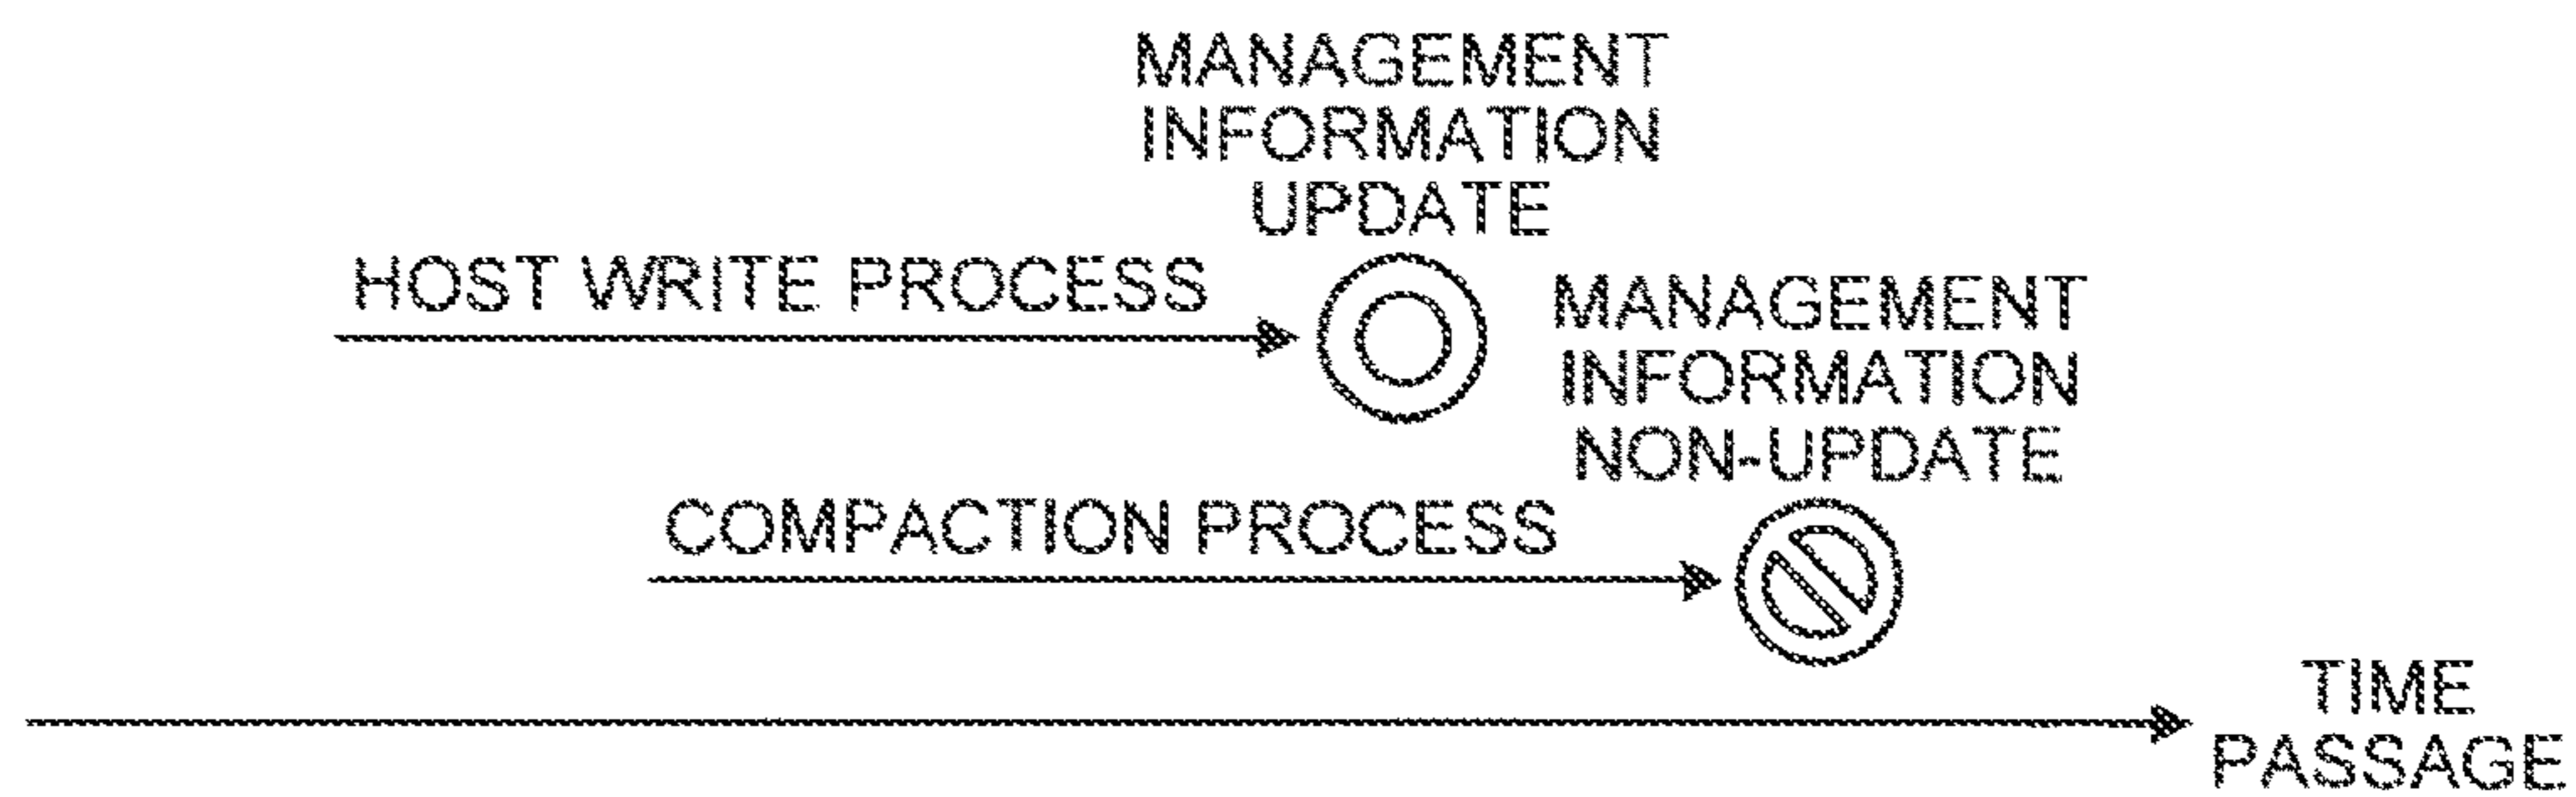 MANAGEMENT
INFORMATION
UPDATE
HOST WRITE PROCESS
MANAGEMENT
INFORMATION
NON-UPDATE
COMPACTION PROCESS
TIME
PASSAGE